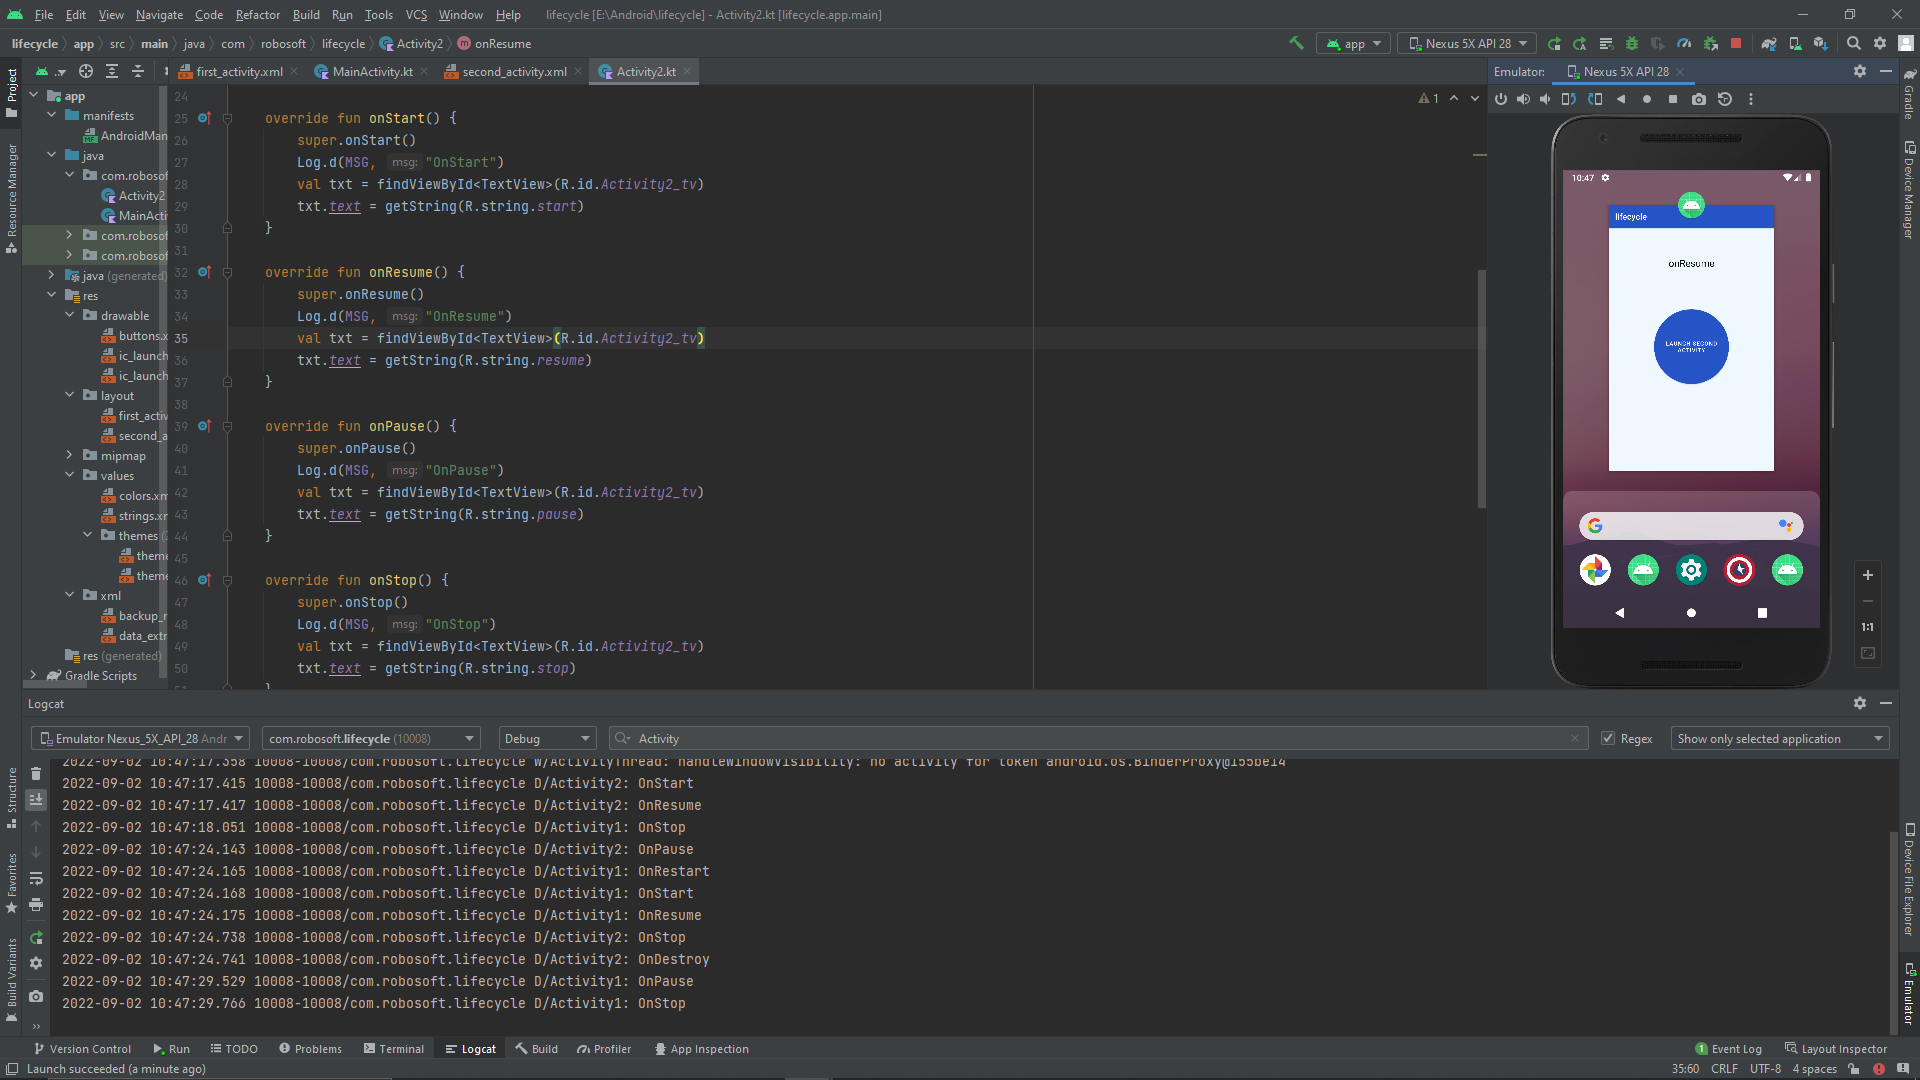 File Edit View Navigate Code Refactor Build Run Tools VCS Window Help lifecycle [E:\Android\lifecycle] - Activity2.kt [lifecycle.app.main]
lifecycle app src main java com robosoft lifecycle Activity2 onResume app Nexus 5X API 28
first_activity.xml MainActivity.kt second_activity.xml Activity2.kt
Emulator: Nexus 5X API 28
Project
Resource Manager
Structure
Favorites
Build Variants
app
manifests
AndroidMan
java
com.robosof
Activity2
MainActi
com.robosof
com.robosof
java (generated)
res
drawable
buttons.x
ic_launch
ic_launch
layout
first_activ
second_a
mipmap
values
colors.xm
strings.xm
themes
theme
theme
xml
backup_r
data_extr
res (generated)
Gradle Scripts
1
24
25 override fun onStart() {
26 super.onStart()
27 Log.d(MSG, msg: "OnStart")
28 val txt = findViewById<TextView>(R.id.Activity2_tv)
29 txt.text = getString(R.string.start)
30 }
31
32 override fun onResume() {
33 super.onResume()
34 Log.d(MSG, msg: "OnResume")
35 val txt = findViewById<TextView>(R.id.Activity2_tv)
36 txt.text = getString(R.string.resume)
37 }
38
39 override fun onPause() {
40 super.onPause()
41 Log.d(MSG, msg: "OnPause")
42 val txt = findViewById<TextView>(R.id.Activity2_tv)
43 txt.text = getString(R.string.pause)
44 }
45
46 override fun onStop() {
47 super.onStop()
48 Log.d(MSG, msg: "OnStop")
49 val txt = findViewById<TextView>(R.id.Activity2_tv)
50 txt.text = getString(R.string.stop)
10:47
lifecycle
onResume
LAUNCH SECOND
ACTIVITY
1:1
Gradle
Device Manager
Device File Explorer
Emulator
Logcat
Emulator Nexus_5X_API_28 Andr com.robosoft.lifecycle (10008) Debug Activity Regex Show only selected application
2022-09-02 10:47:17.358 10008-10008/com.robosoft.lifecycle W/ActivityThread: handleWindowVisibility: no activity for token android.os.BinderProxy@155be14
2022-09-02 10:47:17.415 10008-10008/com.robosoft.lifecycle D/Activity2: OnStart
2022-09-02 10:47:17.417 10008-10008/com.robosoft.lifecycle D/Activity2: OnResume
2022-09-02 10:47:18.051 10008-10008/com.robosoft.lifecycle D/Activity1: OnStop
2022-09-02 10:47:24.143 10008-10008/com.robosoft.lifecycle D/Activity2: OnPause
2022-09-02 10:47:24.165 10008-10008/com.robosoft.lifecycle D/Activity1: OnRestart
2022-09-02 10:47:24.168 10008-10008/com.robosoft.lifecycle D/Activity1: OnStart
2022-09-02 10:47:24.175 10008-10008/com.robosoft.lifecycle D/Activity1: OnResume
2022-09-02 10:47:24.738 10008-10008/com.robosoft.lifecycle D/Activity2: OnStop
2022-09-02 10:47:24.741 10008-10008/com.robosoft.lifecycle D/Activity2: OnDestroy
2022-09-02 10:47:29.529 10008-10008/com.robosoft.lifecycle D/Activity1: OnPause
2022-09-02 10:47:29.766 10008-10008/com.robosoft.lifecycle D/Activity1: OnStop
Version Control Run TODO Problems Terminal Logcat Build Profiler App Inspection 1 Event Log Layout Inspector
Launch succeeded (a minute ago) 35:60 CRLF UTF-8 4 spaces